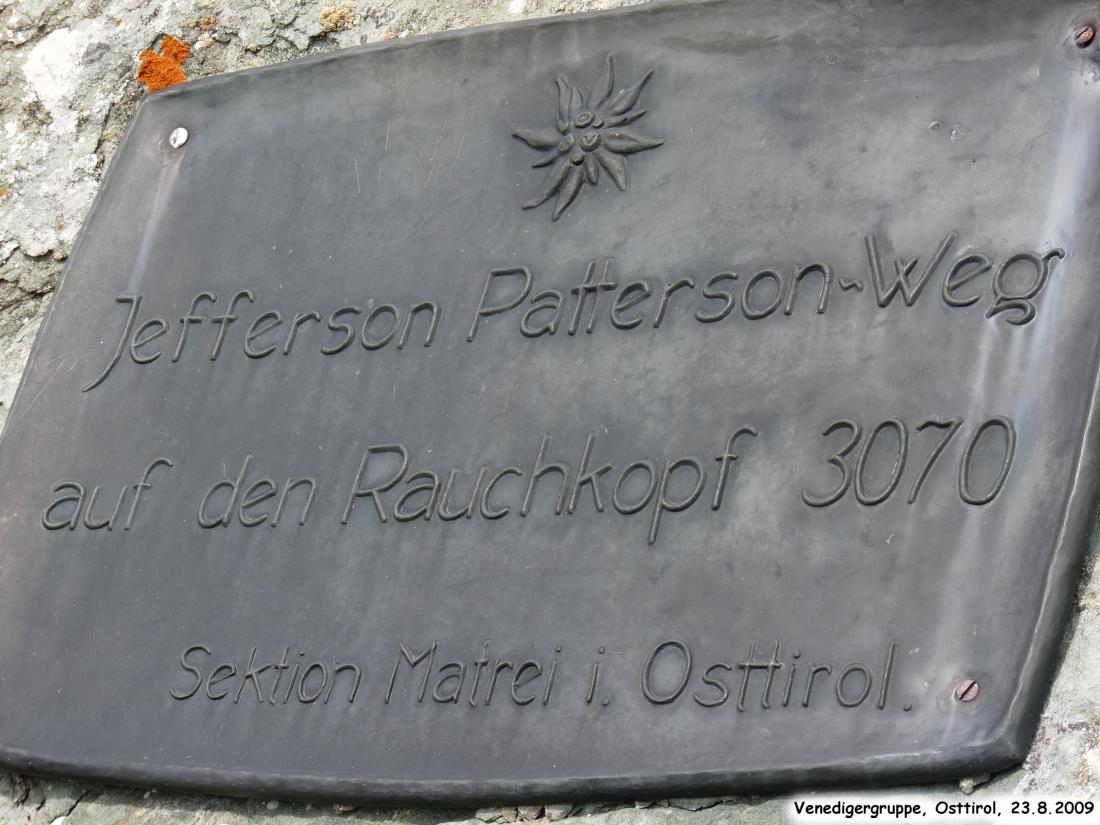 Jefferson Patterson-Weg
auf den Rauchkopf 3070
Sektion Matrei i. Osttirol.
Venedigergruppe, Osttirol, 23.8.2009